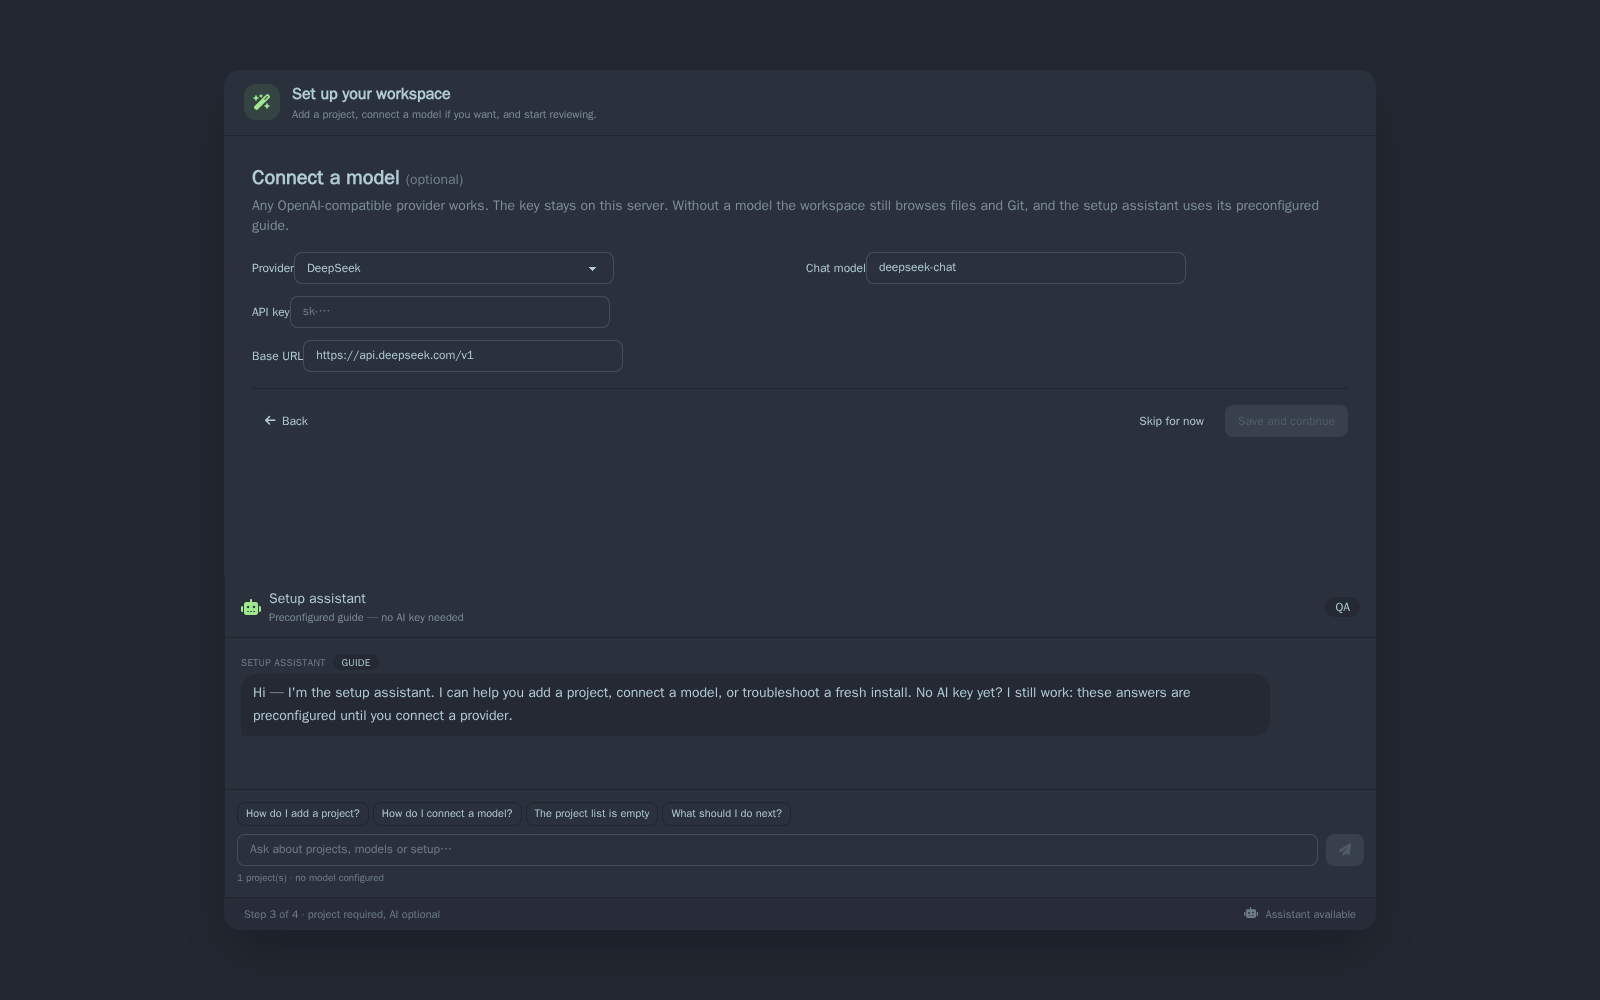 Set up your workspace
Add a project, connect a model if you want, and start reviewing.
Connect a model (optional)
Any OpenAI-compatible provider works. The key stays on this server. Without a model the workspace still browses files and Git, and the setup assistant uses its preconfigured
guide.
Provider DeepSeek
Chat model deepseek-chat
API key sk-···
Base URL https://api.deepseek.com/v1
Back
Skip for now
Save and continue
Setup assistant
Preconfigured guide — no AI key needed
QA
SETUP ASSISTANT GUIDE
Hi — I'm the setup assistant. I can help you add a project, connect a model, or troubleshoot a fresh install. No AI key yet? I still work: these answers are
preconfigured until you connect a provider.
How do I add a project?
How do I connect a model?
The project list is empty
What should I do next?
Ask about projects, models or setup···
1 project(s) · no model configured
Step 3 of 4 · project required, AI optional
Assistant available